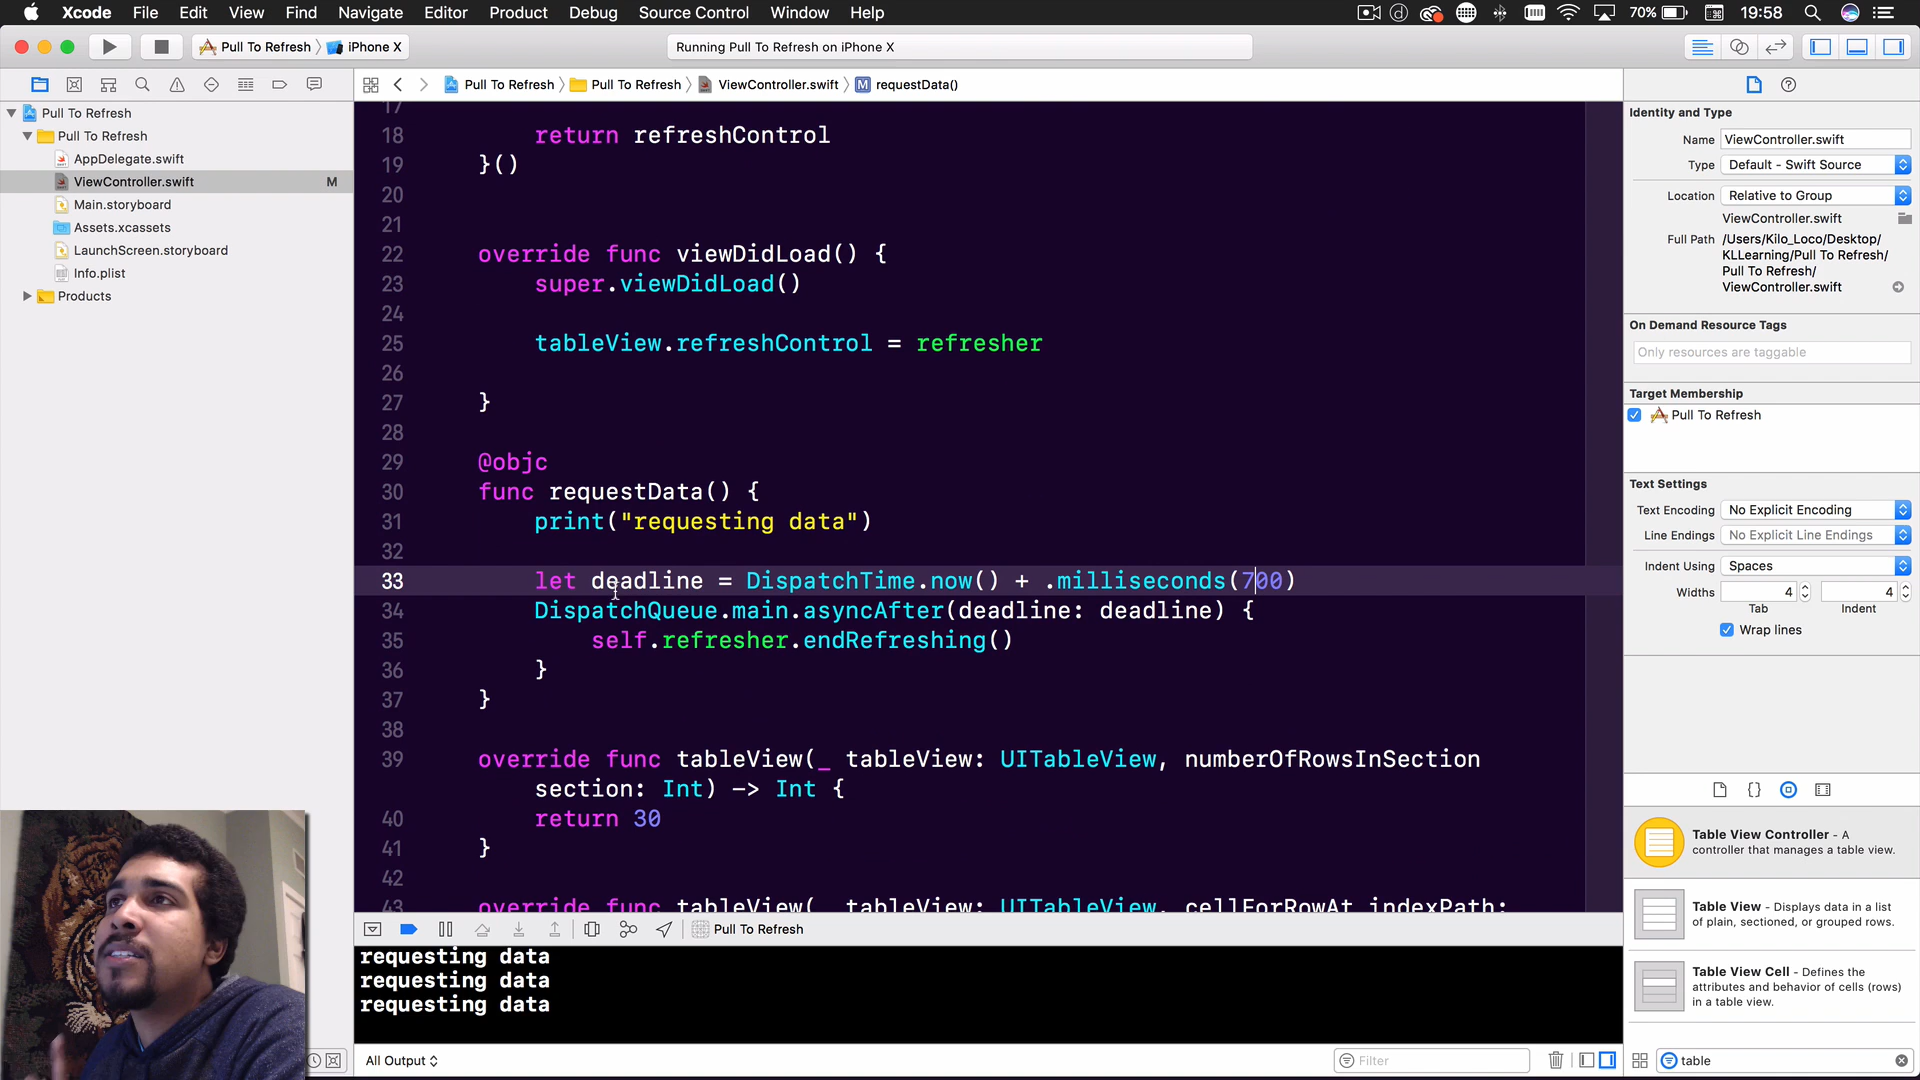 Xcode File Edit View Find Navigate Editor Product Debug Source Control Window Help 70% 19:58
Pull To Refresh iPhone X Running Pull To Refresh on iPhone X
Pull To Refresh Pull To Refresh ViewController.swift M requestData()
Pull To Refresh
Pull To Refresh
AppDelegate.swift
ViewController.swift M
Main.storyboard
Assets.xcassets
LaunchScreen.storyboard
Info.plist
Products
17
18 return refreshControl
19 }()
20
21
22 override func viewDidLoad() {
23 super.viewDidLoad()
24
25 tableView.refreshControl = refresher
26
27 }
28
29 @objc
30 func requestData() {
31 print("requesting data")
32
33 let deadline = DispatchTime.now() + .milliseconds(700)
34 DispatchQueue.main.asyncAfter(deadline: deadline) {
35 self.refresher.endRefreshing()
36 }
37 }
38
39 override func tableView(_ tableView: UITableView, numberOfRowsInSection
section: Int) -> Int {
40 return 30
41 }
42
43 override func tableView(_ tableView: UITableView, cellForRowAt indexPath:
Pull To Refresh
requesting data
requesting data
requesting data
All Output
Filter
Identity and Type
Name ViewController.swift
Type Default - Swift Source
Location Relative to Group
ViewController.swift
Full Path /Users/Kilo_Loco/Desktop/
KLLearning/Pull To Refresh/
Pull To Refresh/
ViewController.swift
On Demand Resource Tags
Only resources are taggable
Target Membership
Pull To Refresh
Text Settings
Text Encoding No Explicit Encoding
Line Endings No Explicit Line Endings
Indent Using Spaces
Widths 4 4
Tab Indent
Wrap lines
{}
Table View Controller - A
controller that manages a table view.
Table View - Displays data in a list
of plain, sectioned, or grouped rows.
Table View Cell - Defines the
attributes and behavior of cells (rows)
in a table view.
table